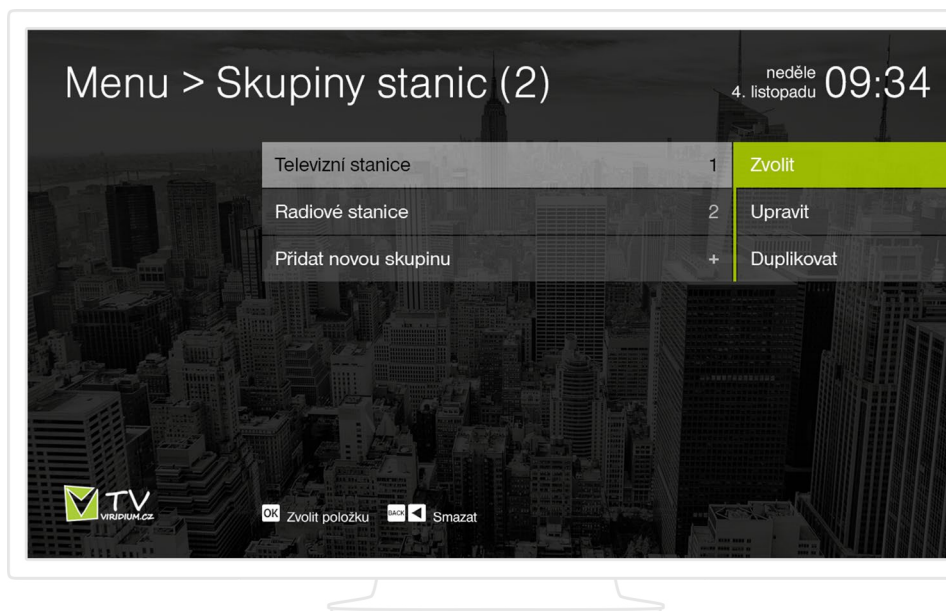 Menu > Skupiny stanic (2)
neděle
4. listopadu 09:34
Televizní stanice 1 Zvolit
Radiové stanice 2 Upravit
Přidat novou skupinu + Duplikovat
TV
VIRIDIUM.CZ
OK Zvolit položku BACK Smazat